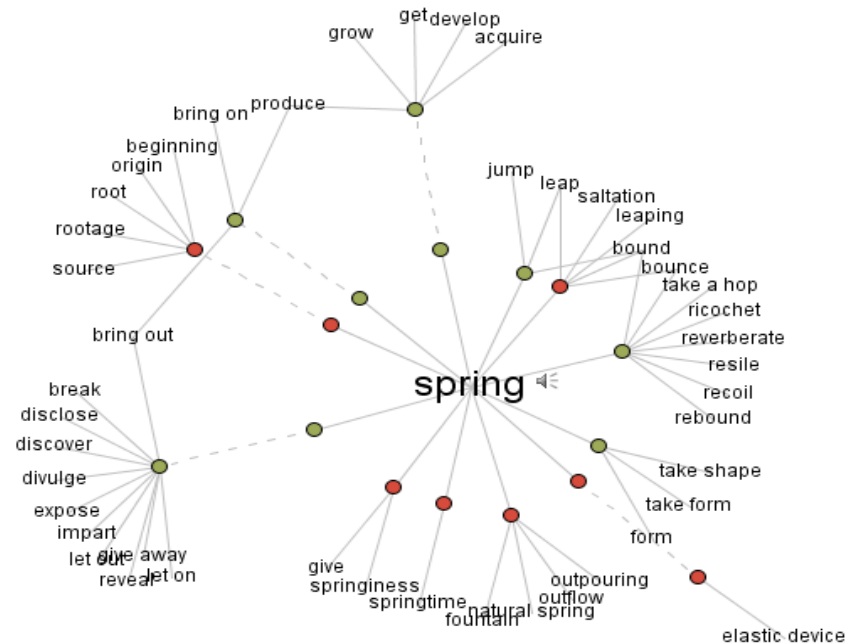 get
develop
grow
acquire
produce
bring on
beginning
origin
root
rootage
source
jump
leap
saltation
leaping
bound
bounce
take a hop
ricochet
reverberate
resile
recoil
rebound
bring out
spring
break
disclose
discover
divulge
expose
impart
let out
give away
reveal
let on
take shape
take form
form
give
springiness
springtime
fountain
natural spring
outflow
outpouring
elastic device